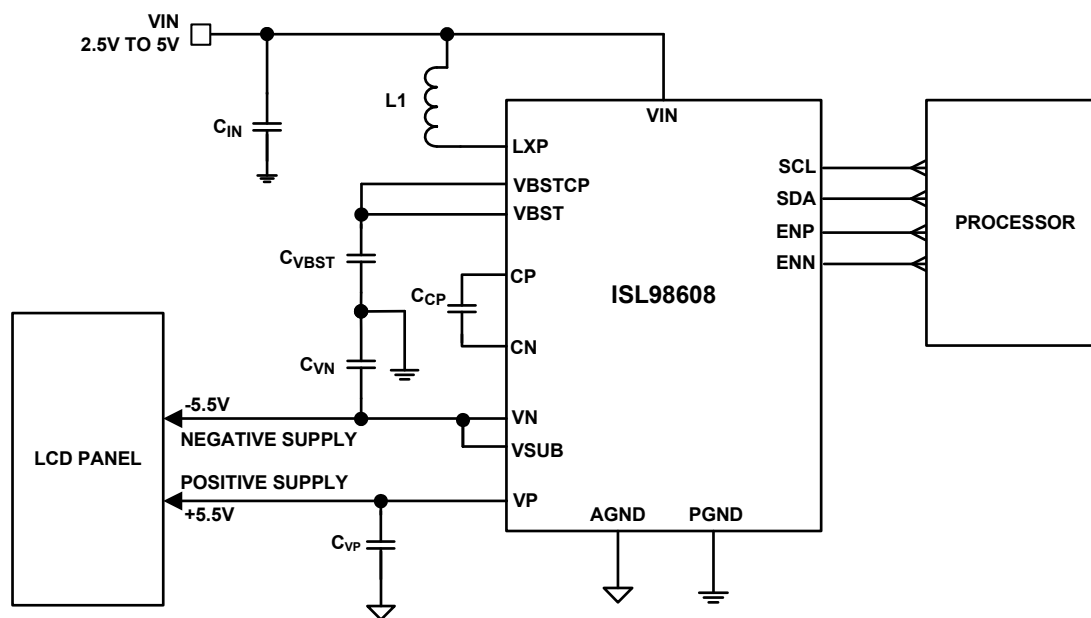 VIN
2.5V TO 5V
L1
C_IN
VIN
LXP
VBSTCP
VBST
C_VBST
CP
C_CP
CN
C_VN
ISL98608
SCL
SDA
ENP
ENN
PROCESSOR
-5.5V
NEGATIVE SUPPLY
VN
VSUB
LCD PANEL
POSITIVE SUPPLY
+5.5V
VP
C_VP
AGND
PGND